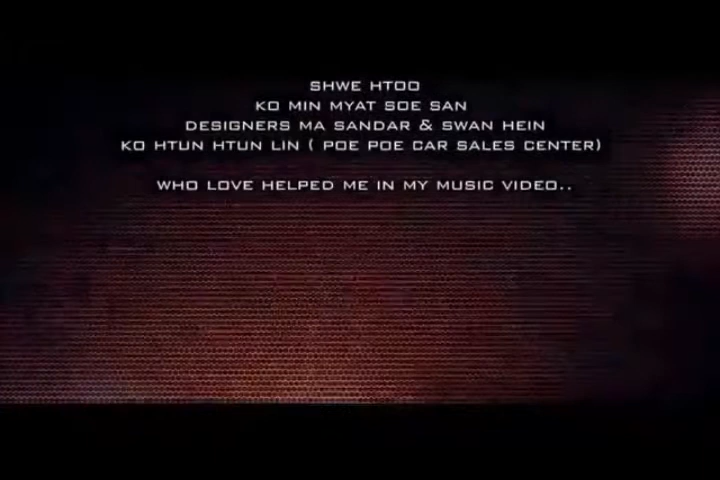 SHWE HTOO
KO MIN MYAT SOE SAN
DESIGNERS MA SANDAR & SWAN HEIN
KO HTUN HTUN LIN ( POE POE CAR SALES CENTER)
WHO LOVE HELPED ME IN MY MUSIC VIDEO..